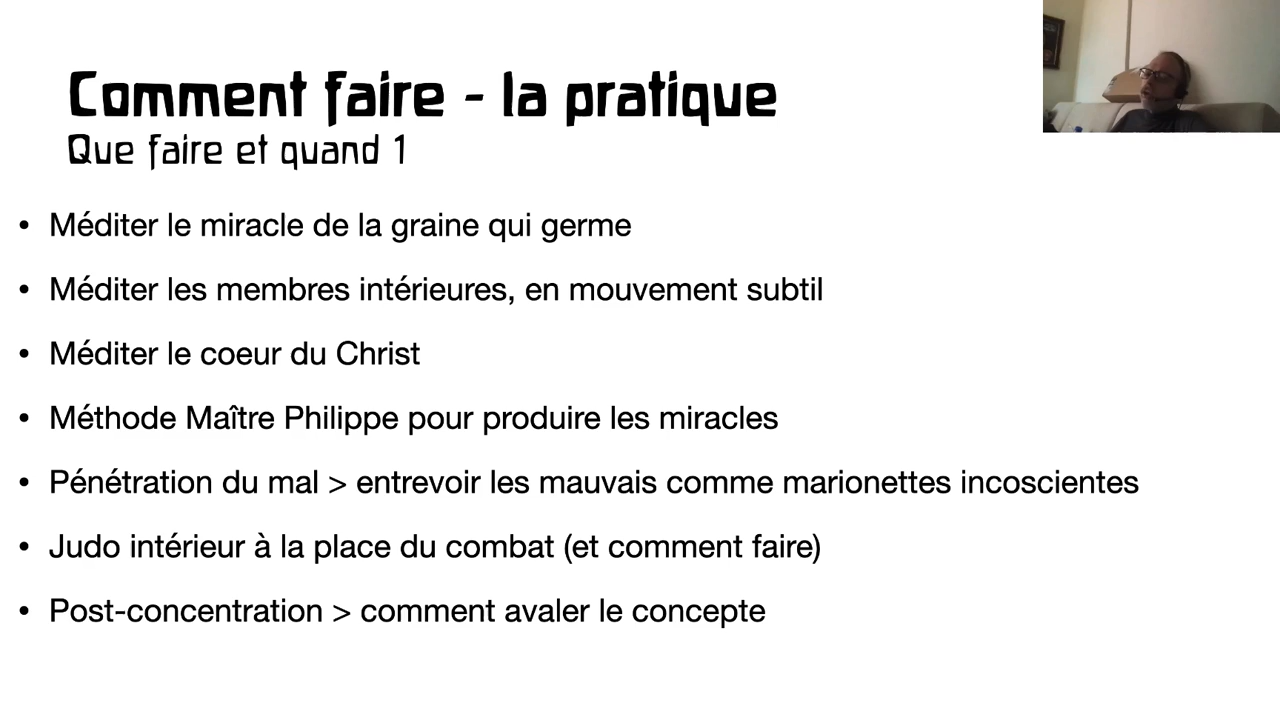 Comment faire - la pratique
Que faire et quand 1
• Méditer le miracle de la graine qui germe
• Méditer les membres intérieures, en mouvement subtil
• Méditer le coeur du Christ
• Méthode Maître Philippe pour produire les miracles
• Pénétration du mal > entrevoir les mauvais comme marionettes incoscientes
• Judo intérieur à la place du combat (et comment faire)
• Post-concentration > comment avaler le concepte